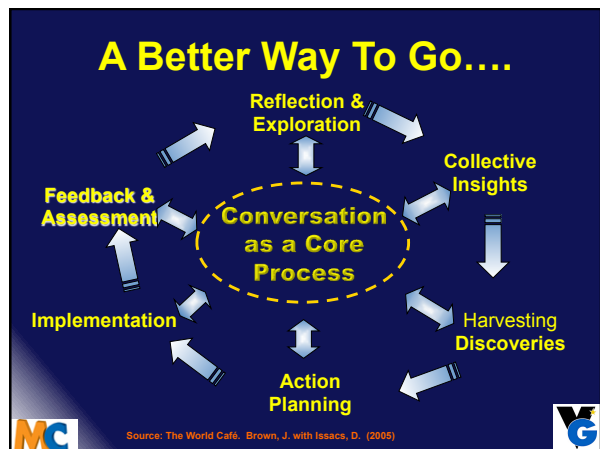 A Better Way To Go….
Reflection &
Exploration
Collective
Insights
Feedback &
Assessment
Conversation
as a Core
Process
Implementation
Harvesting
Discoveries
Action
Planning
Source: The World Café. Brown, J. with Issacs, D. (2005)
MC
VG